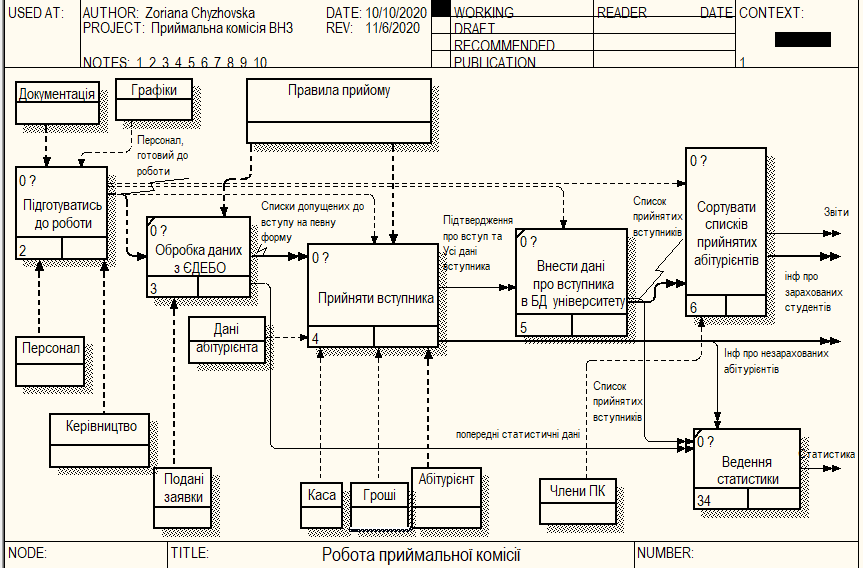 USED AT:
AUTHOR: Zoriana Chyzhovska
DATE: 10/10/2020
PROJECT: Приймальна комісія ВНЗ
REV: 11/6/2020
NOTES: 1 2 3 4 5 6 7 8 9 10
WORKING
DRAFT
RECOMMENDED
PUBLICATION
READER
DATE
CONTEXT:
1
Документація
Графіки
Правила прийому
Персонал,
готовий до
роботи
0 ?
Підготуватись
до роботи
2
0 ?
Обробка даних
з ЄДЕБО
3
Списки допущених до
вступу на певну
форму
0 ?
Прийняти вступника
4
Підтвердження
про вступ та
Усі дані
вступника
0 ?
Внести дані
про вступника
в БД університету
5
Список
прийнятих
вступників
0 ?
Сортувати
списків
прийнятих
абітурієнтів
6
Звіти
інф про
зарахованих
студентів
Дані
абітурієнта
Персонал
Керівництво
Інф про незарахованих
абітурієнтів
Список
прийнятих
вступників
попередні статистичні дані
0 ?
Ведення
статистики
34
Статистика
Подані
заявки
Каса
Гроші
Абітурієнт
Члени ПК
NODE:
TITLE:
Робота приймальної комісії
NUMBER: